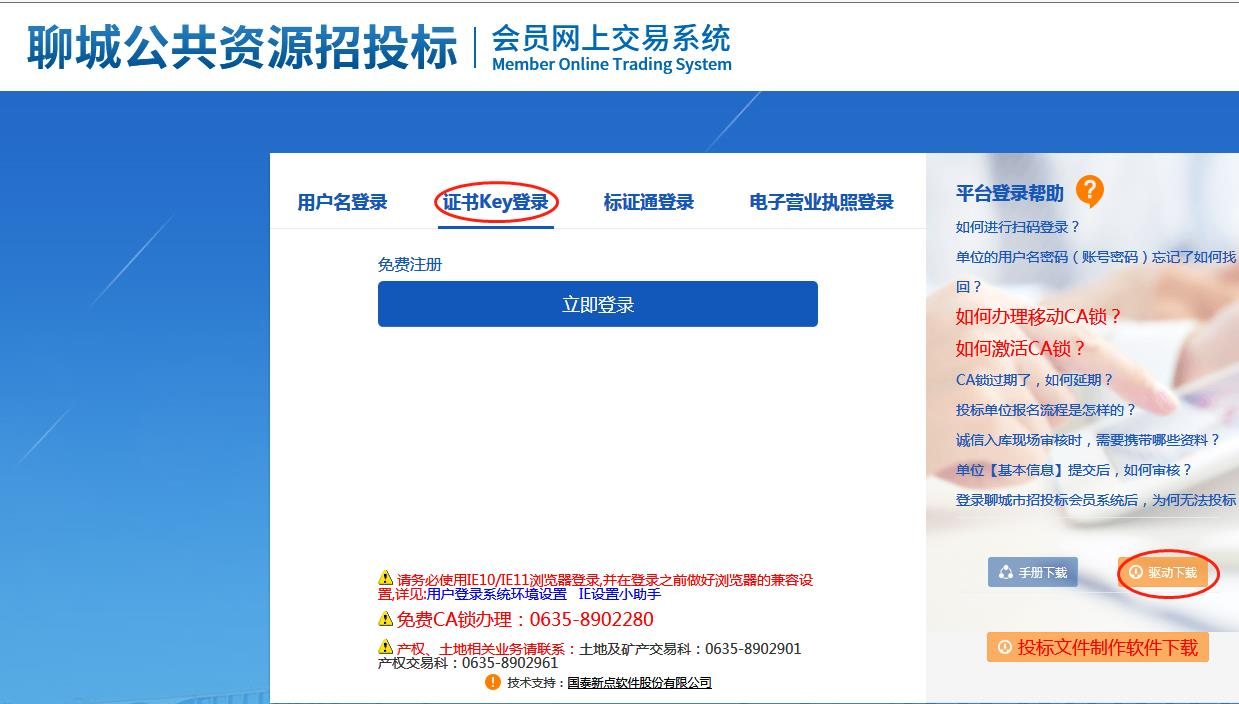 聊城公共资源招投标
会员网上交易系统
Member Online Trading System
用户名登录
证书Key登录
标证通登录
电子营业执照登录
免费注册
立即登录
请务必使用IE10/IE11浏览器登录,并在登录之前做好浏览器的兼容设
置,详见:用户登录系统环境设置 IE设置小助手
免费CA锁办理：0635-8902280
产权、土地相关业务请联系：土地及矿产交易科：0635-8902901
产权交易科：0635-8902961
技术支持：国泰新点软件股份有限公司
平台登录帮助
如何进行扫码登录？
单位的用户名密码（账号密码）忘记了如何找
回？
如何办理移动CA锁？
如何激活CA锁？
CA锁过期了，如何延期？
投标单位报名流程是怎样的？
诚信入库现场审核时，需要携带哪些资料？
单位【基本信息】提交后，如何审核？
登录聊城市招投标会员系统后，为何无法投标
手册下载
驱动下载
投标文件制作软件下载